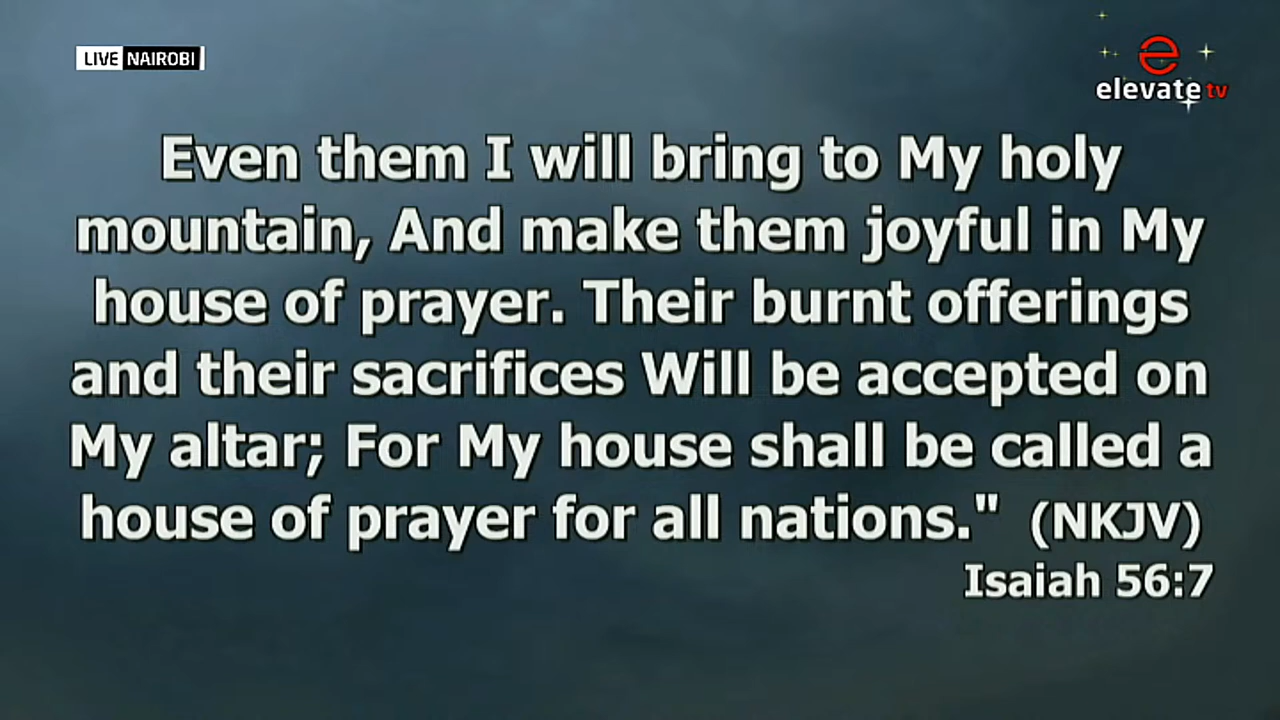 LIVE NAIROBI
e
elevate tv
Even them I will bring to My holy
mountain, And make them joyful in My
house of prayer. Their burnt offerings
and their sacrifices Will be accepted on
My altar; For My house shall be called a
house of prayer for all nations." (NKJV)
Isaiah 56:7